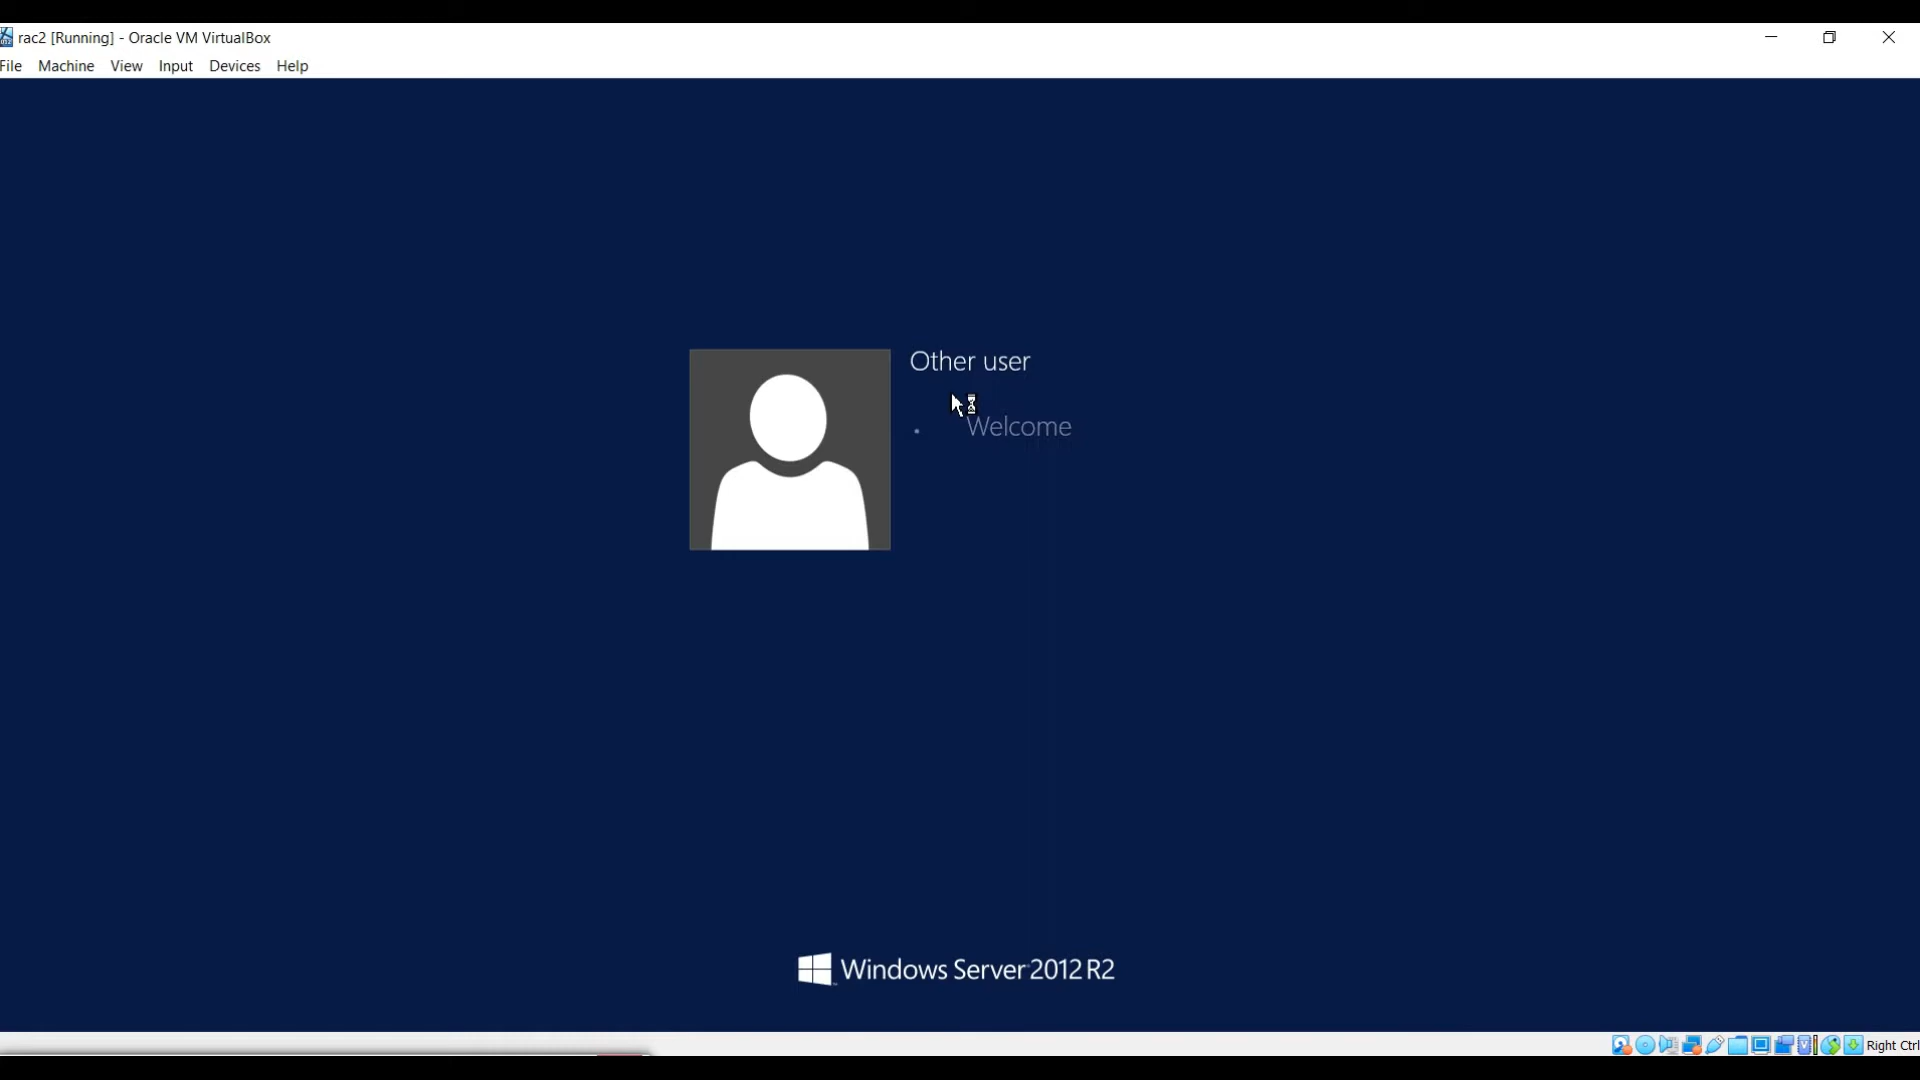 rac2 [Running] - Oracle VM VirtualBox
File Machine View Input Devices Help
Other user
Welcome
Windows Server 2012 R2
Right Ctrl